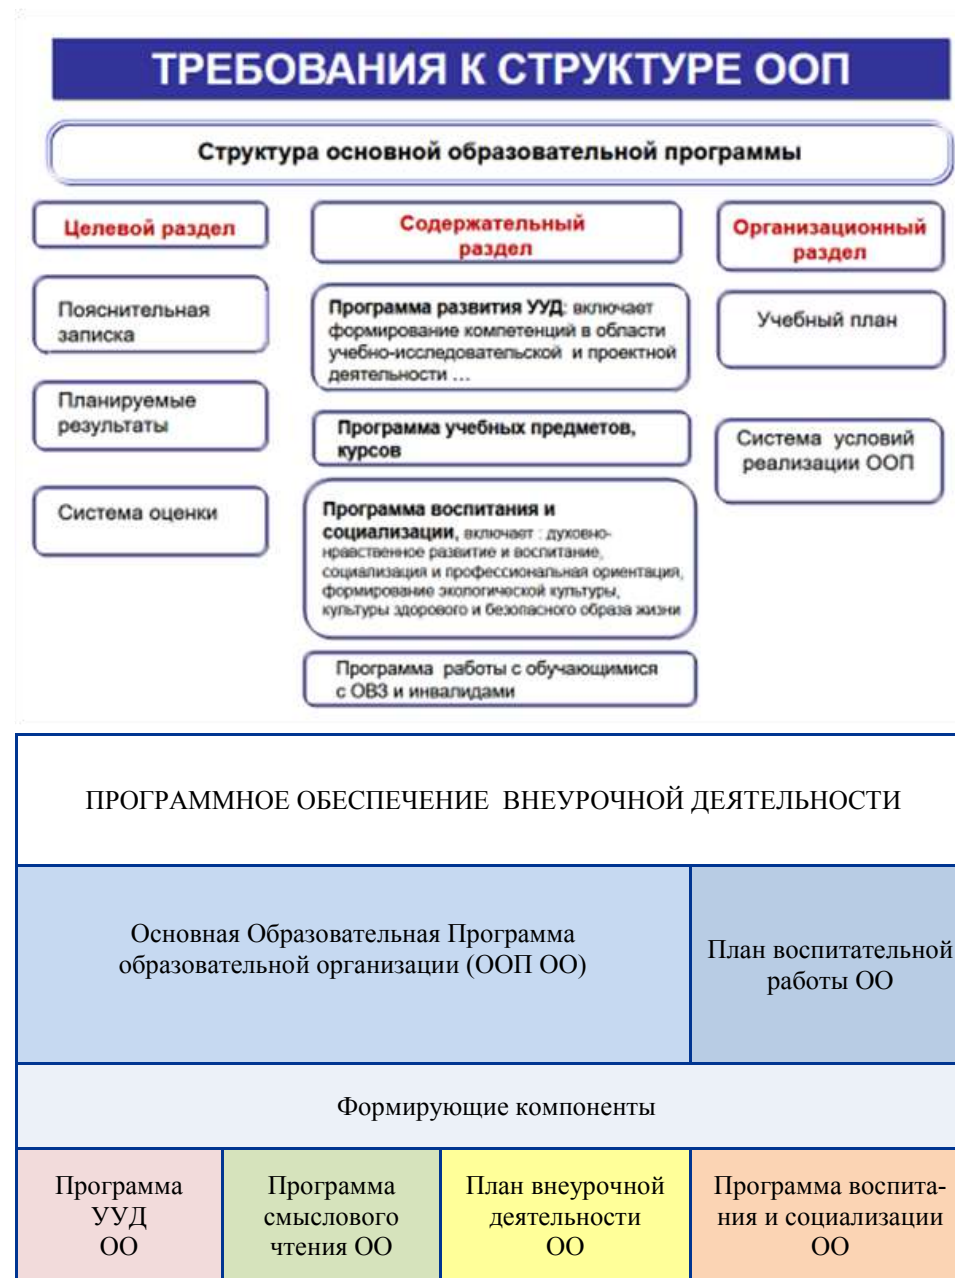 ТРЕБОВАНИЯ К СТРУКТУРЕ ООП
Структура основной образовательной программы
Целевой раздел
Пояснительная
записка
Планируемые
результаты
Система оценки
Содержательный
раздел
Программа развития УУД: включает
формирование компетенций в области
учебно-исследовательской и проектной
деятельности ...
Программа учебных предметов,
курсов
Программа воспитания и
социализации, включает : духовно-
нравственное развитие и воспитание,
социализация и профессиональная ориентация,
формирование экологической культуры,
культуры здорового и безопасного образа жизни
Программа работы с обучающимися
с ОВЗ и инвалидами
Организационный
раздел
Учебный план
Система условий
реализации ООП
ПРОГРАММНОЕ ОБЕСПЕЧЕНИЕ ВНЕУРОЧНОЙ ДЕЯТЕЛЬНОСТИ
Основная Образовательная Программа
образовательной организации (ООП ОО)
План воспитательной
работы ОО
Формирующие компоненты
Программа
УУД
ОО
Программа
смыслового
чтения ОО
План внеурочной
деятельности
ОО
Программа воспита-
ния и социализации
ОО